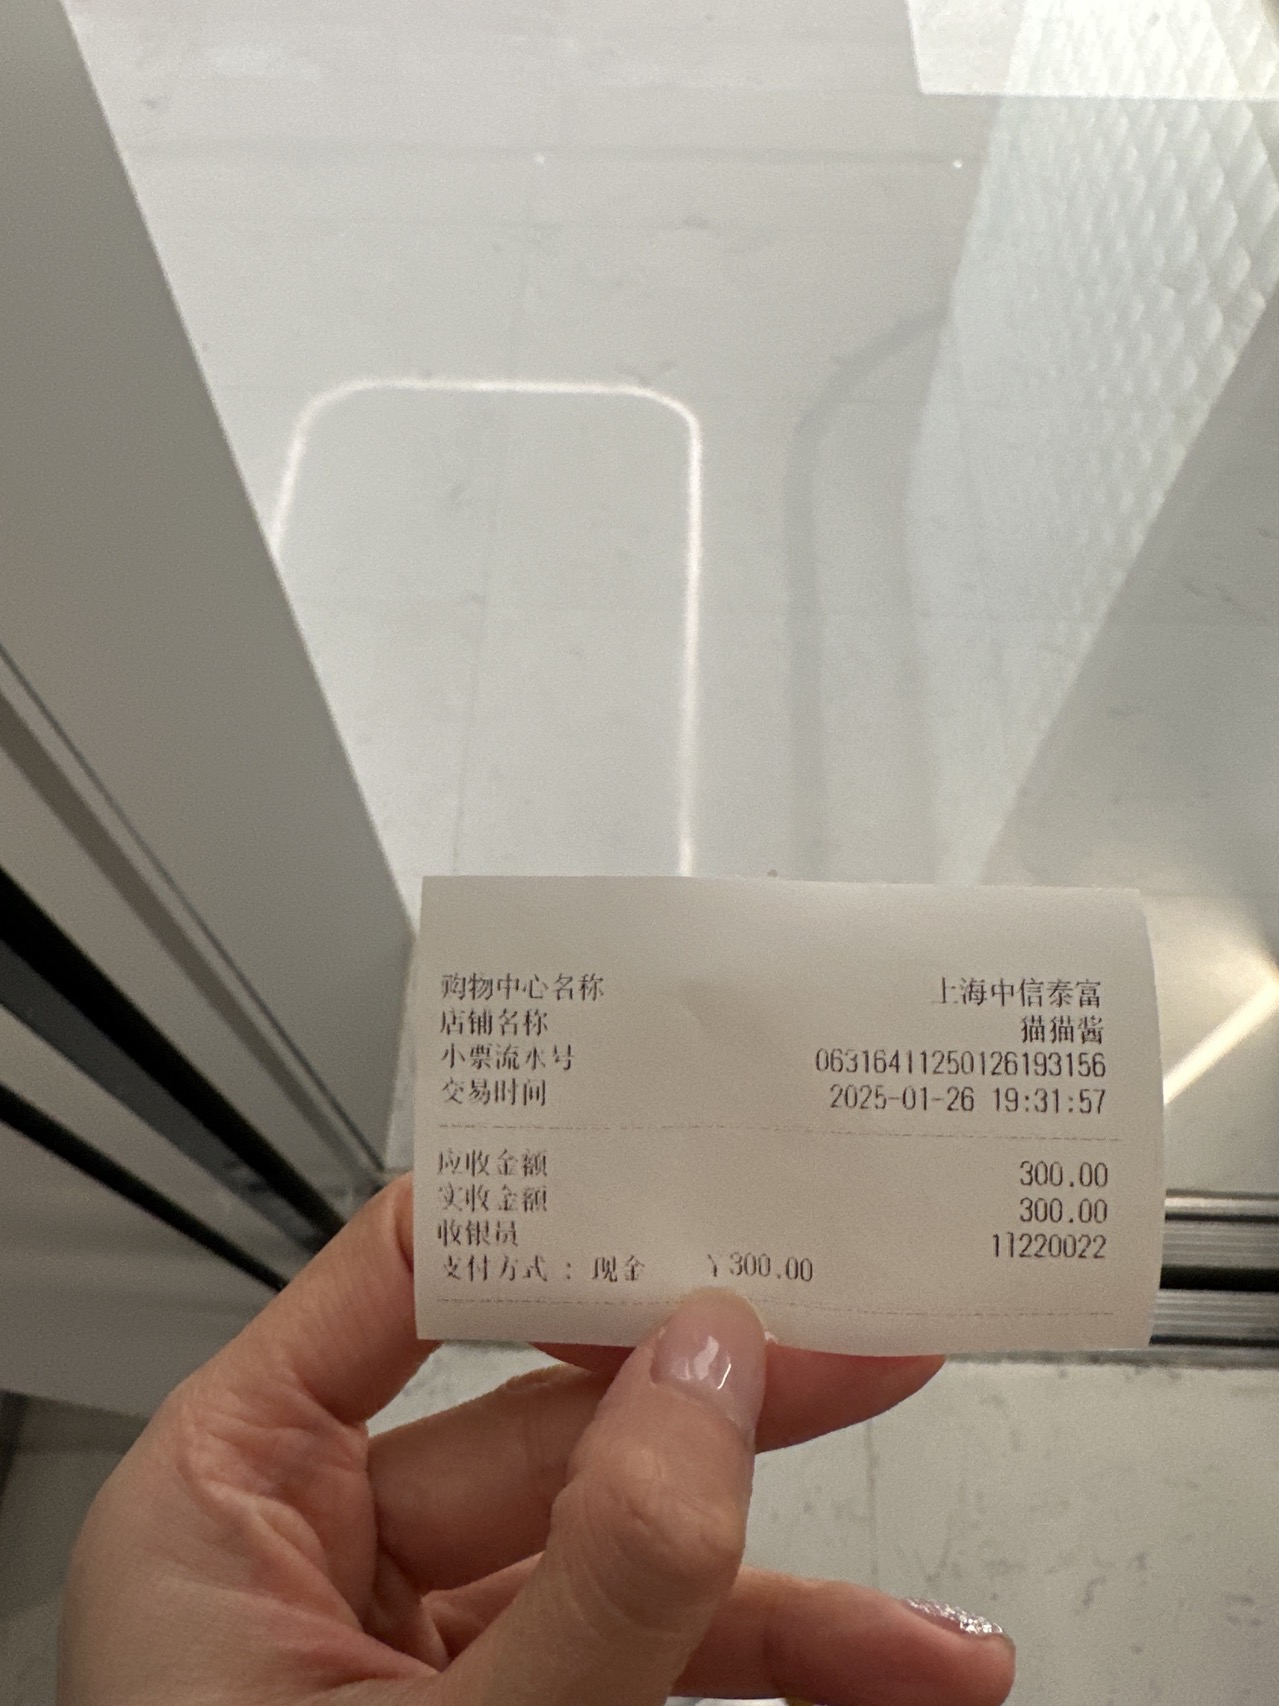 购物中心名称 上海中信泰富
店铺名称 猫猫酱
小票流水号 06316411250126193156
交易时间 2025-01-26 19:31:57
应收金额 300.00
实收金额 300.00
收银员 11220022
支付方式：现金 ¥300.00